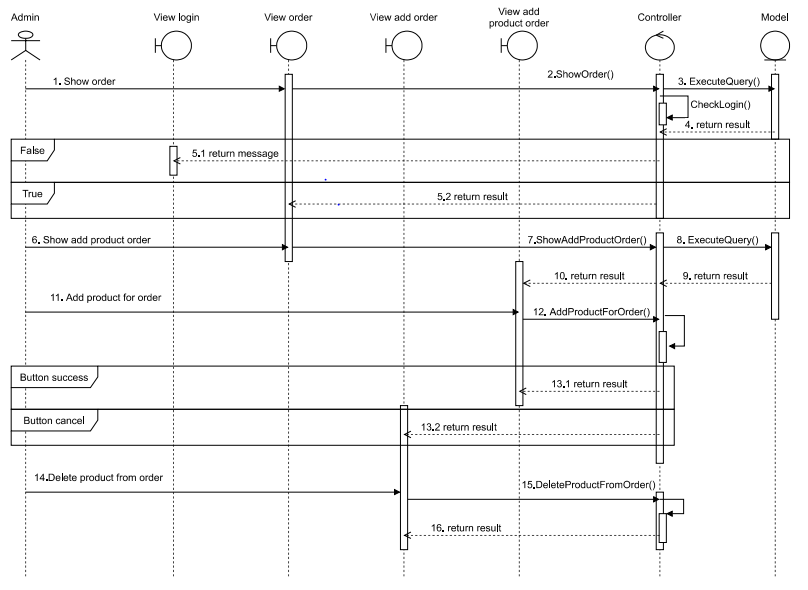 Admin
View login
View order
View add order
View add
product order
Controller
Model
1. Show order
2.ShowOrder()
3. ExecuteQuery()
CheckLogin()
4. return result
False
5.1 return message
True
5.2 return result
6. Show add product order
7.ShowAddProductOrder()
8. ExecuteQuery()
10. return result
9. return result
11. Add product for order
12. AddProductForOrder()
Button success
13.1 return result
Button cancel
13.2 return result
14.Delete product from order
15.DeleteProductFromOrder()
16. return result